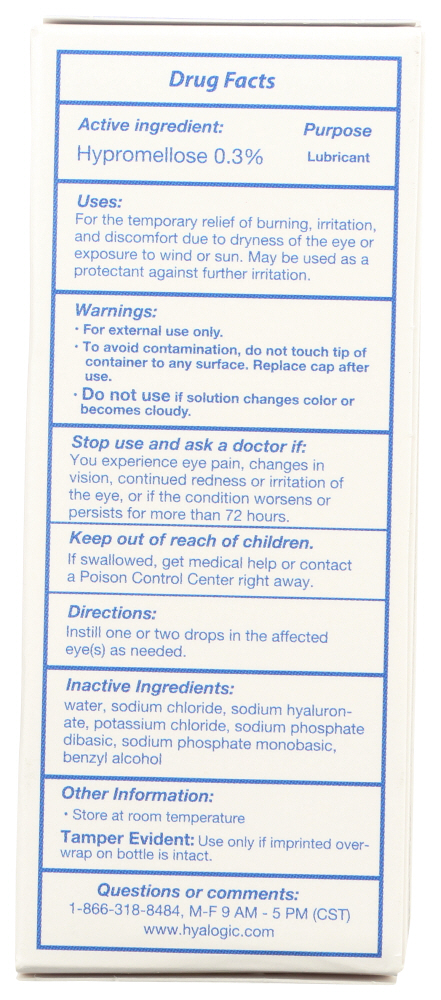 Drug Facts
Active ingredient: Purpose
Hypromellose 0.3% Lubricant
Uses:
For the temporary relief of burning, irritation,
and discomfort due to dryness of the eye or
exposure to wind or sun. May be used as a
protectant against further irritation.
Warnings:
• For external use only.
• To avoid contamination, do not touch tip of
container to any surface. Replace cap after
use.
• Do not use if solution changes color or
becomes cloudy.
Stop use and ask a doctor if:
You experience eye pain, changes in
vision, continued redness or irritation of
the eye, or if the condition worsens or
persists for more than 72 hours.
Keep out of reach of children.
If swallowed, get medical help or contact
a Poison Control Center right away.
Directions:
Instill one or two drops in the affected
eye(s) as needed.
Inactive Ingredients:
water, sodium chloride, sodium hyaluron-
ate, potassium chloride, sodium phosphate
dibasic, sodium phosphate monobasic,
benzyl alcohol
Other Information:
• Store at room temperature
Tamper Evident: Use only if imprinted over-
wrap on bottle is intact.
Questions or comments:
1-866-318-8484, M-F 9 AM - 5 PM (CST)
www.hyalogic.com